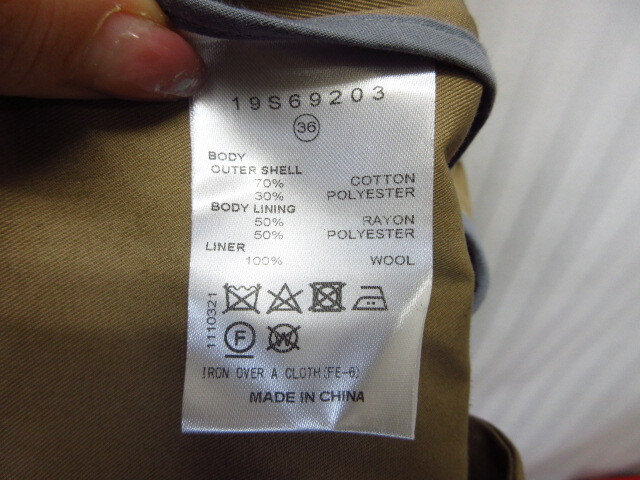 19S69203
36
BODY
OUTER SHELL
70% COTTON
30% POLYESTER
BODY LINING
50% RAYON
50% POLYESTER
LINER
100% WOOL
1110321
F W
IRON OVER A CLOTH(FE-6)
MADE IN CHINA